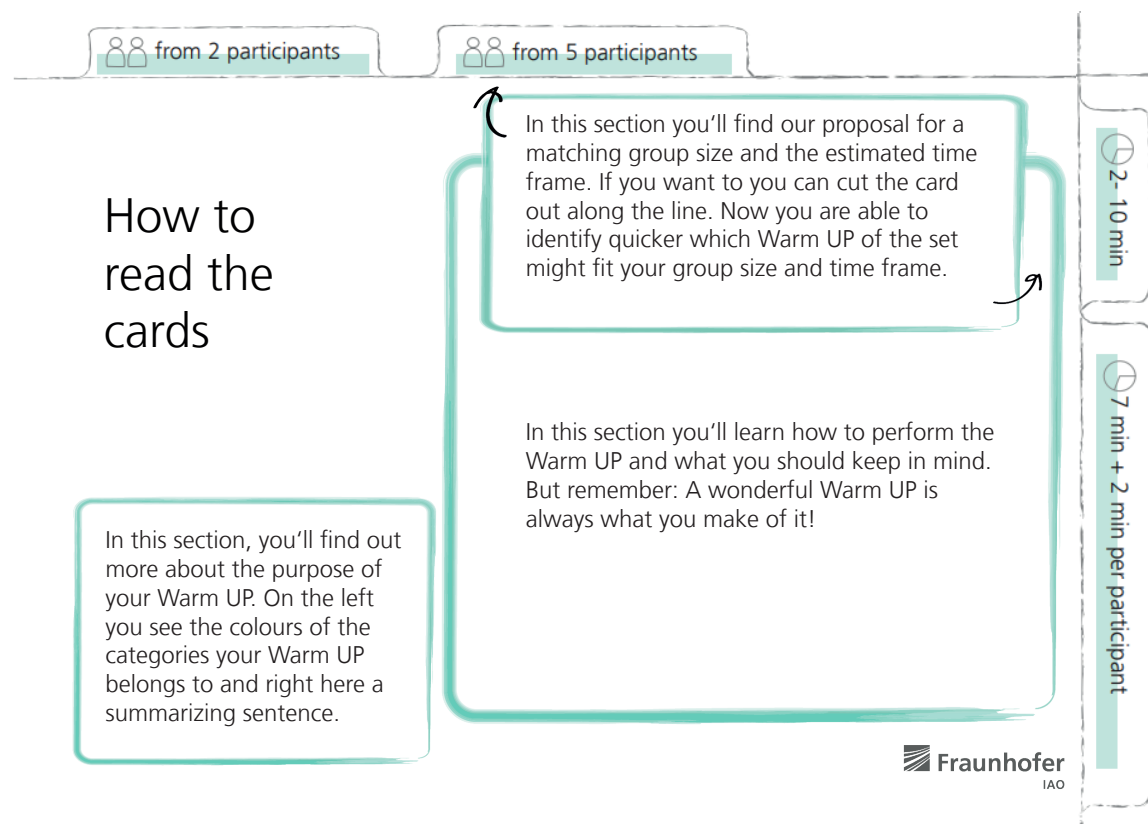 from 2 participants
from 5 participants
How to
read the
cards
In this section you'll find our proposal for a
matching group size and the estimated time
frame. If you want to you can cut the card
out along the line. Now you are able to
identify quicker which Warm UP of the set
might fit your group size and time frame.
In this section you'll learn how to perform the
Warm UP and what you should keep in mind.
But remember: A wonderful Warm UP is
always what you make of it!
In this section, you'll find out
more about the purpose of
your Warm UP. On the left
you see the colours of the
categories your Warm UP
belongs to and right here a
summarizing sentence.
2- 10 min
7 min + 2 min per participant
Fraunhofer
IAO